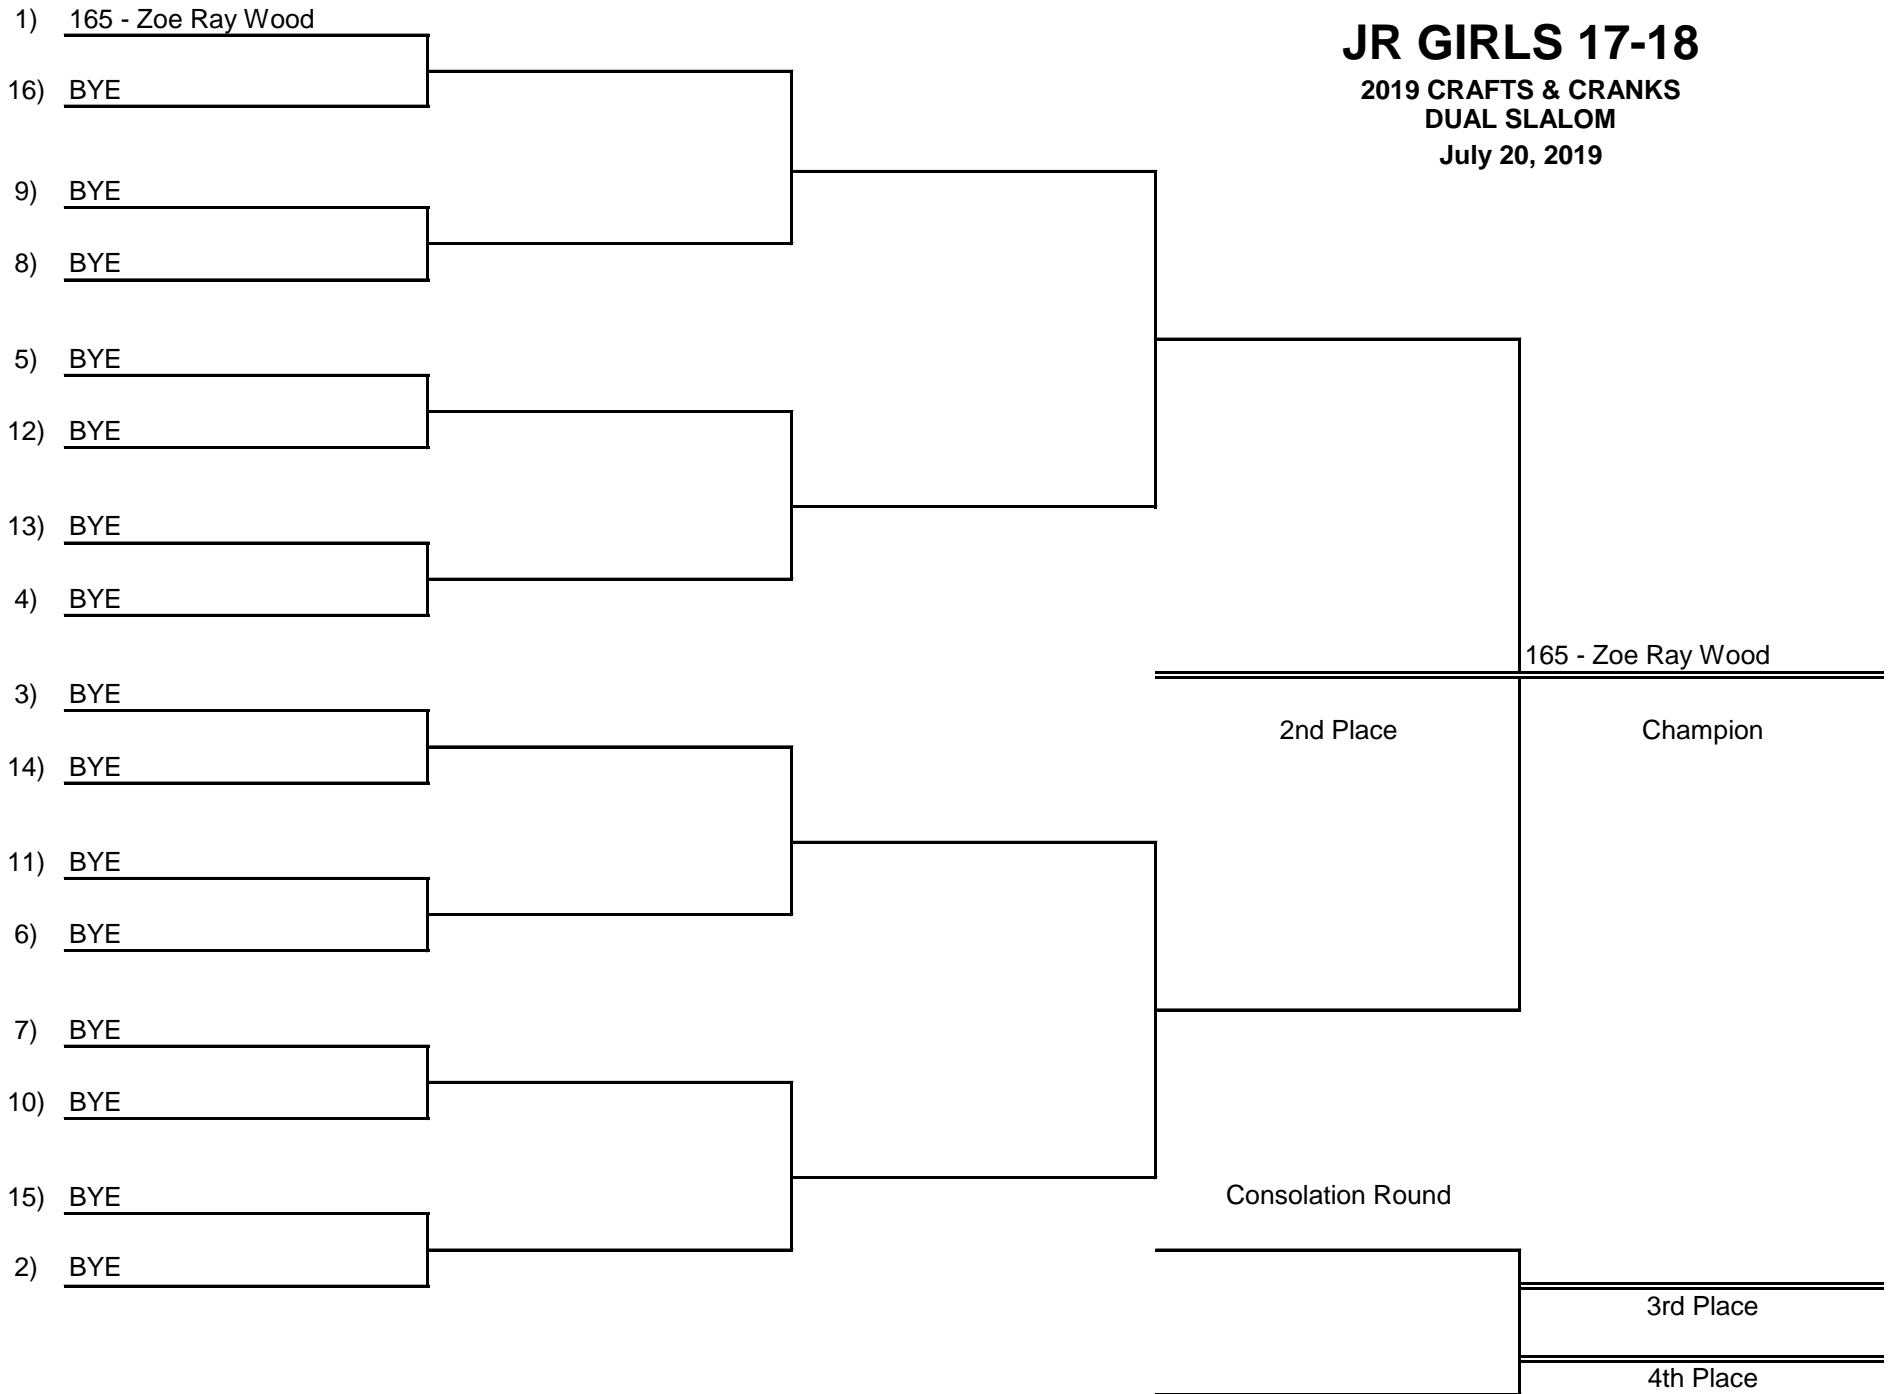 1) 165 - Zoe Ray Wood
JR GIRLS 17-18
2019 CRAFTS & CRANKS
DUAL SLALOM
July 20, 2019
16) BYE
9) BYE
8) BYE
5) BYE
12) BYE
13) BYE
4) BYE
165 - Zoe Ray Wood
3) BYE
2nd Place
Champion
14) BYE
11) BYE
6) BYE
7) BYE
10) BYE
15) BYE
Consolation Round
2) BYE
3rd Place
4th Place